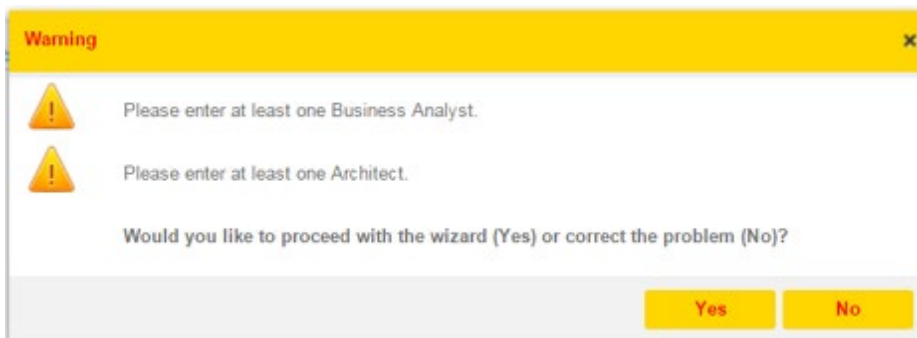 Warning
Please enter at least one Business Analyst.
Please enter at least one Architect.
Would you like to proceed with the wizard (Yes) or correct the problem (No)?
Yes No